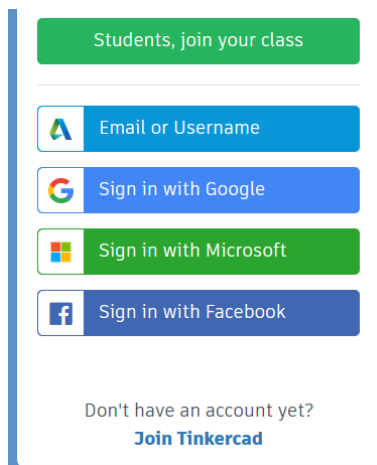 Students, join your class
Email or Username
Sign in with Google
Sign in with Microsoft
Sign in with Facebook
Don't have an account yet?
Join Tinkercad